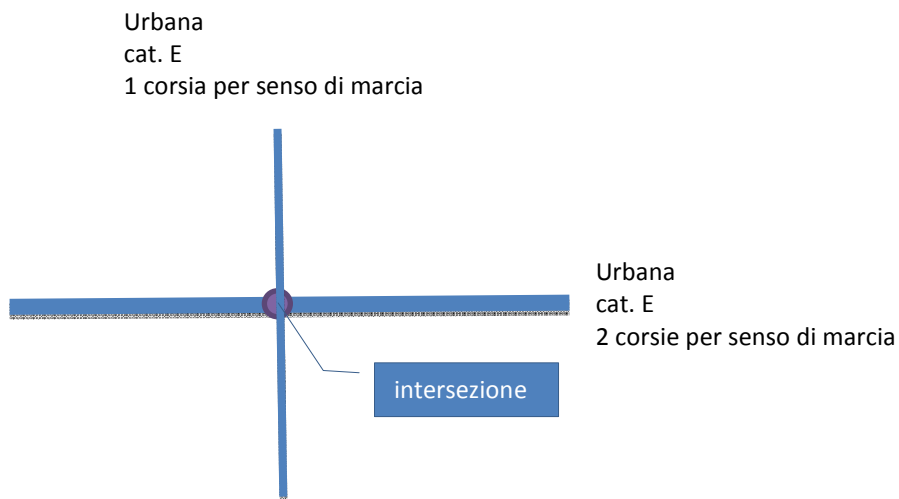 Urbana
cat. E
1 corsia per senso di marcia
Urbana
cat. E
2 corsie per senso di marcia
intersezione